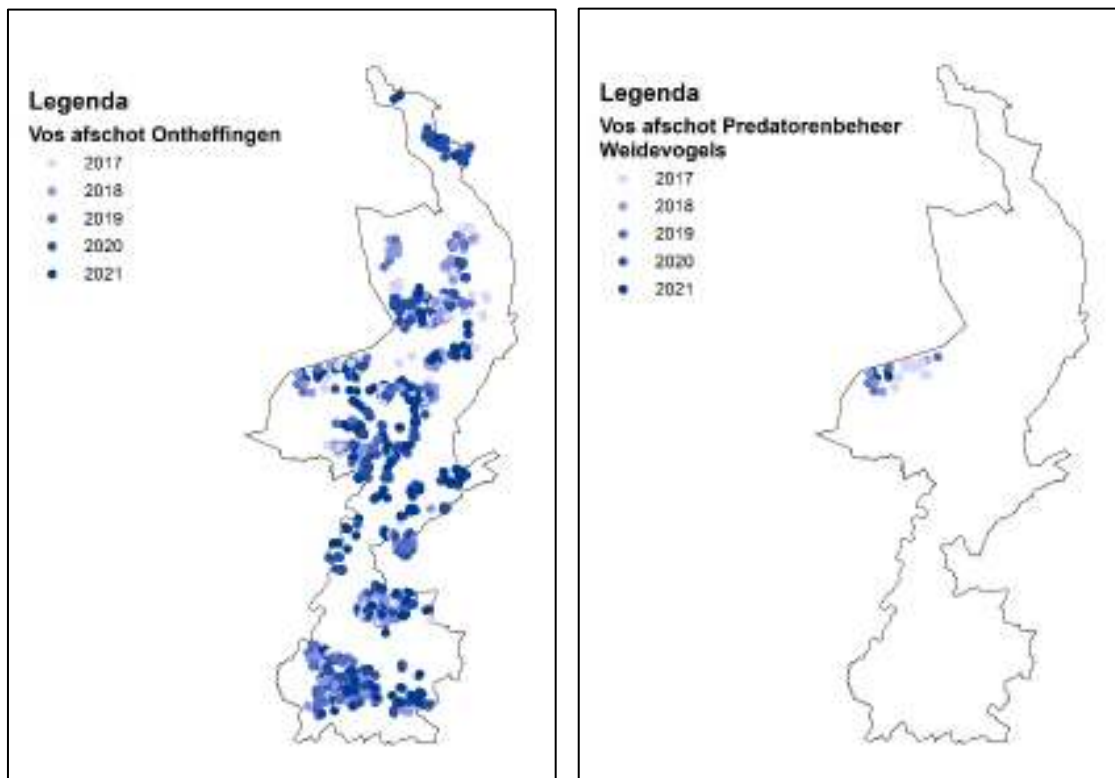 Legenda
Vos afschot Ontheffingen
2017
2018
2019
2020
2021
Legenda
Vos afschot Predatorenbeheer
Weidevogels
2017
2018
2019
2020
2021